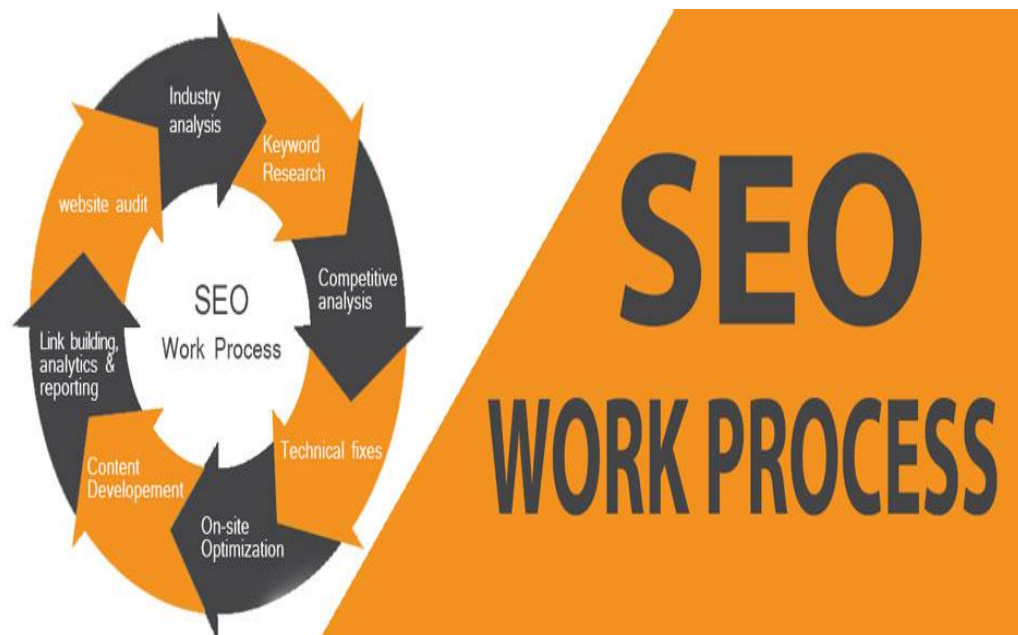 Industry
analysis
Keyword
Research
Competitive
analysis
Technical fixes
On-site
Optimization
Content
Developement
Link building,
analytics &
reporting
website audit
SEO
Work Process
SEO
WORK PROCESS